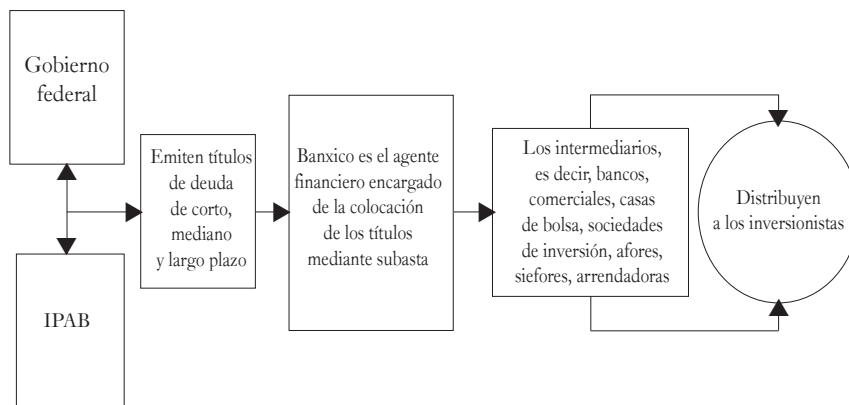 Gobierno
federal
IPAB
Emiten títulos
de deuda
de corto,
mediano
y largo plazo
Banxico es el agente
financiero encargado
de la colocación
de los títulos
mediante subasta
Los intermediarios,
es decir, bancos,
comerciales, casas
de bolsa, sociedades
de inversión, afores,
siefores, arrendadoras
Distribuyen
a los inversionistas